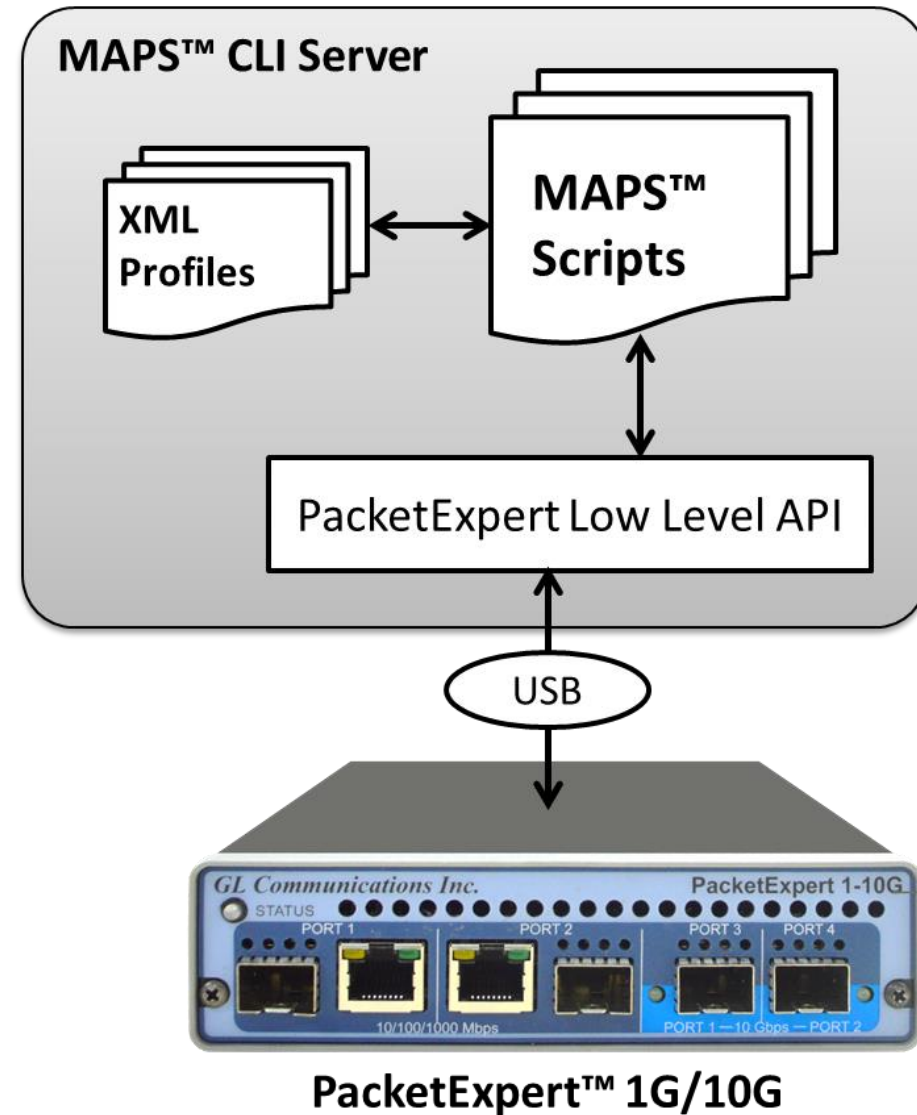 MAPS™ CLI Server
XML
Profiles
MAPS™
Scripts
PacketExpert Low Level API
USB
GL Communications Inc.
PacketExpert 1-10G
STATUS
PORT 1
PORT 2
PORT 3
PORT 4
10/100/1000 Mbps
PORT 1—10 Gbps—PORT 2
PacketExpert™ 1G/10G